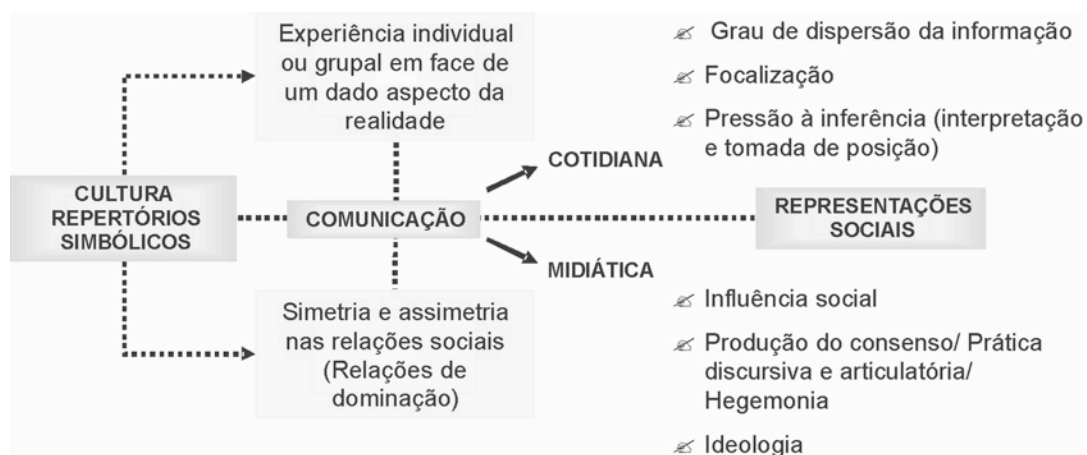 Experiência individual
ou grupal em face de
um dado aspecto da
realidade
Grau de dispersão da informação
Focalização
Pressão à inferência (interpretação
e tomada de posição)
COTIDIANA
CULTURA
REPERTÓRIOS
SIMBÓLICOS
COMUNICAÇÃO
REPRESENTAÇÕES
SOCIAIS
MIDIÁTICA
Simetria e assimetria
nas relações sociais
(Relações de
dominação)
Influência social
Produção do consenso/ Prática
discursiva e articulatória/
Hegemonia
Ideologia